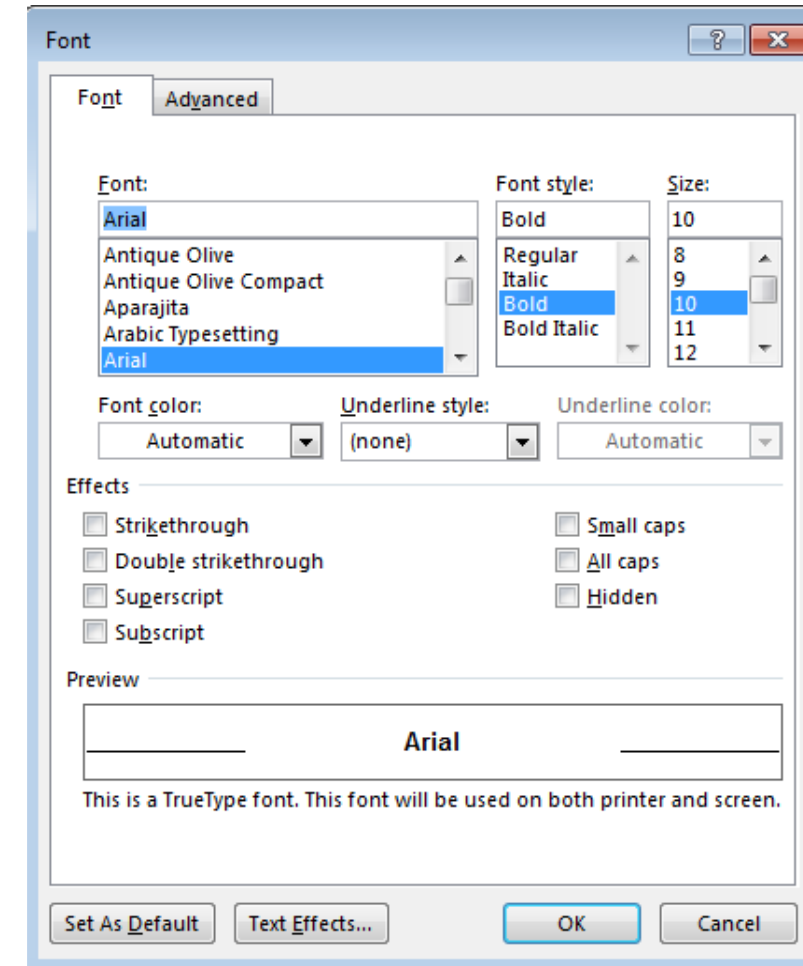 Font
Font Advanced
Font: Font style: Size:
Arial Bold 10
Antique Olive Regular 8
Antique Olive Compact Italic 9
Aparajita Bold 10
Arabic Typesetting Bold Italic 11
Arial 12
Font color: Underline style: Underline color:
Automatic (none) Automatic
Effects
Strikethrough Small caps
Double strikethrough All caps
Superscript Hidden
Subscript
Preview
Arial
This is a TrueType font. This font will be used on both printer and screen.
Set As Default Text Effects... OK Cancel